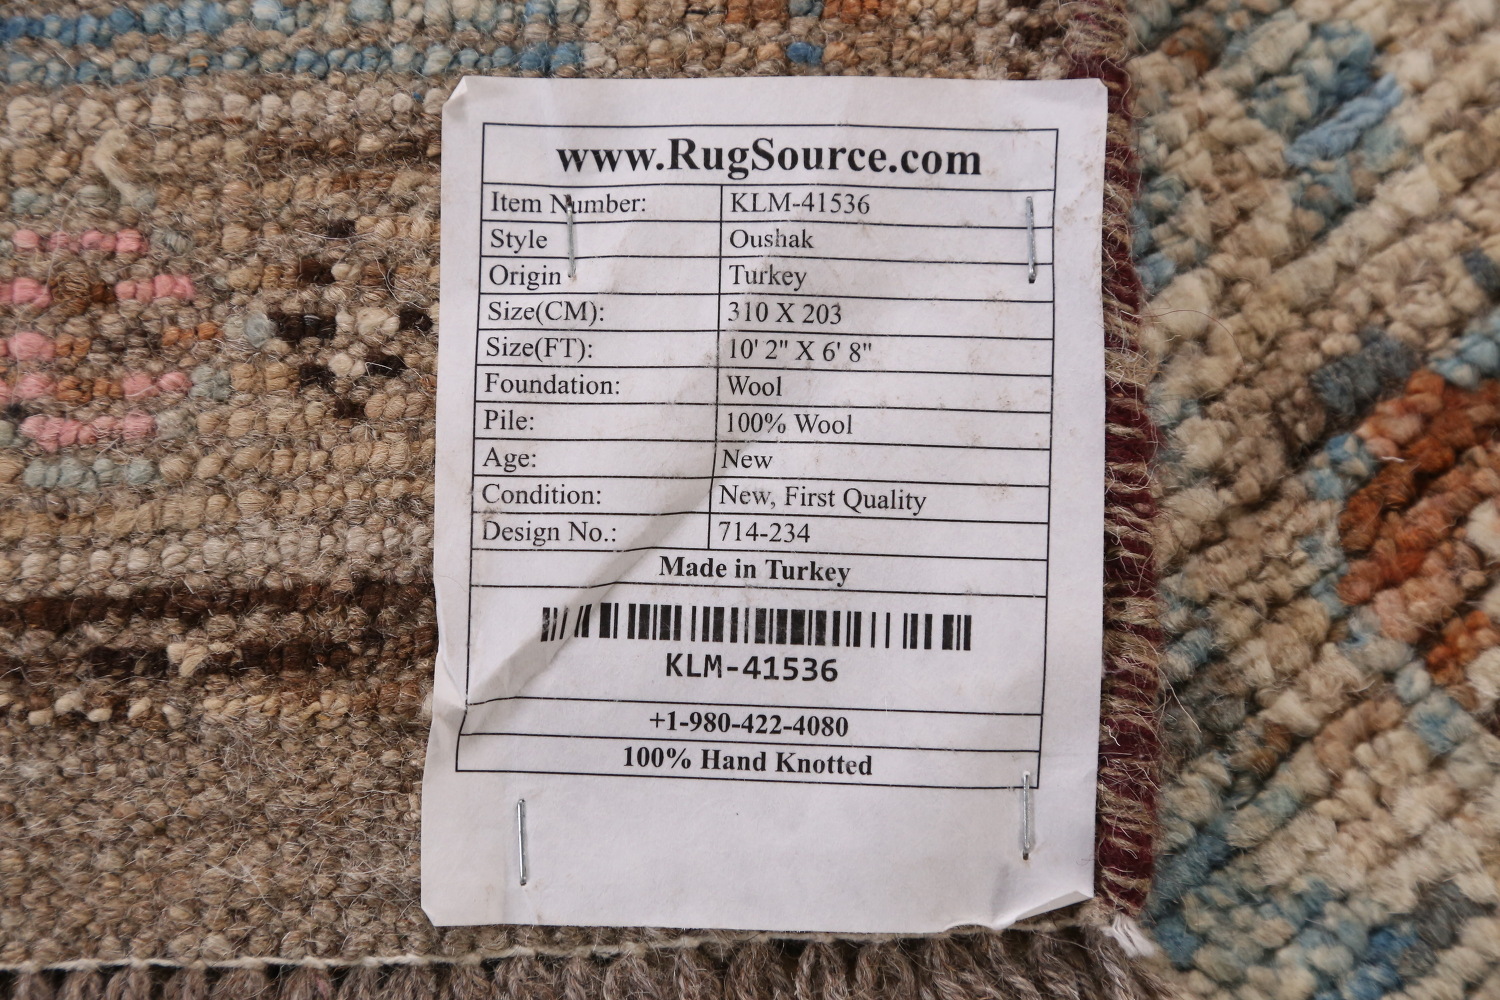 www.RugSource.com
Item Number: KLM-41536
Style Oushak
Origin Turkey
Size(CM): 310 X 203
Size(FT): 10' 2" X 6' 8"
Foundation: Wool
Pile: 100% Wool
Age: New
Condition: New, First Quality
Design No.: 714-234
Made in Turkey
KLM-41536
+1-980-422-4080
100% Hand Knotted